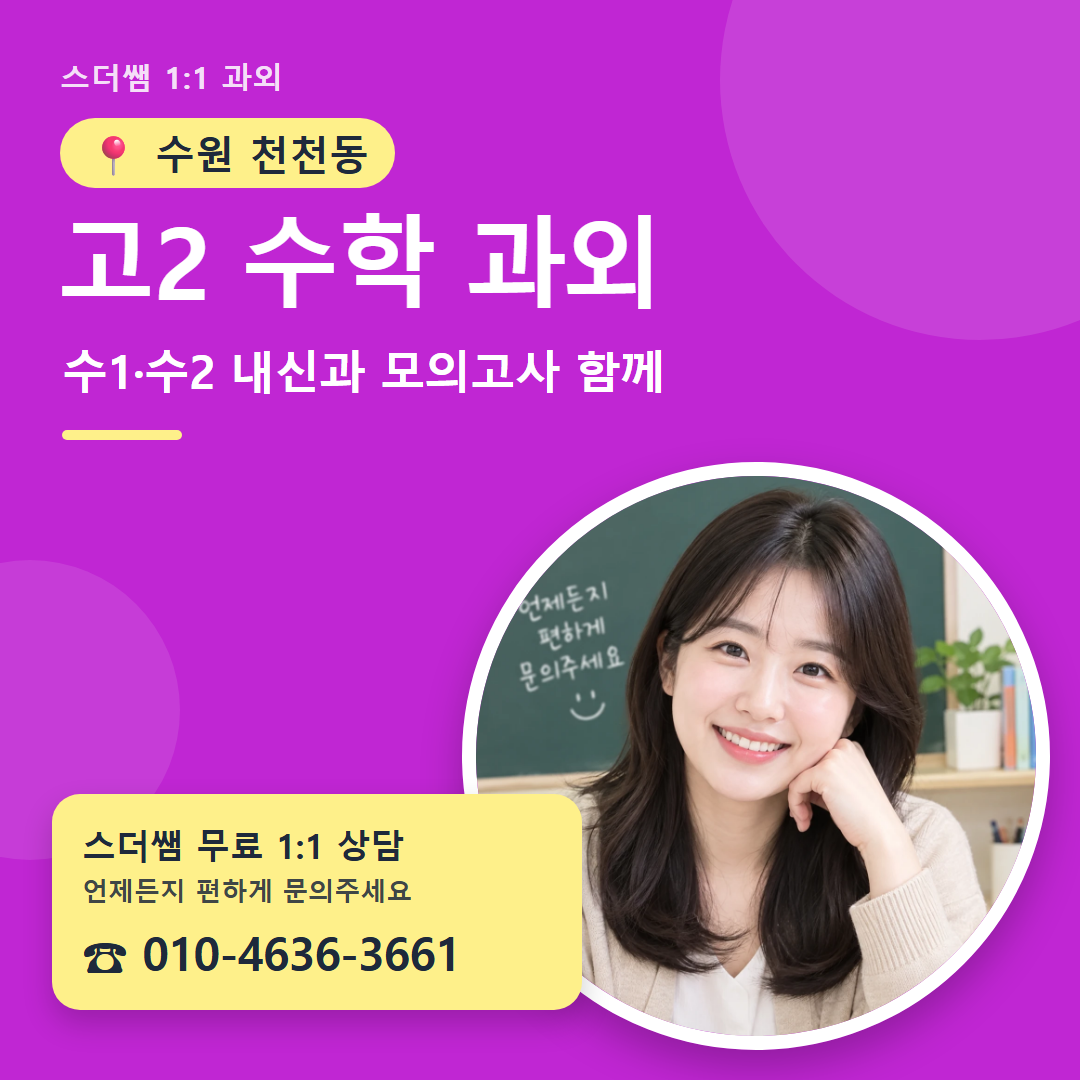 스더쌤 1:1 과외
📍 수원 천천동
고2 수학 과외
수1·수2 내신과 모의고사 함께
언제든지
편하게
문의주세요
스더쌤 무료 1:1 상담
언제든지 편하게 문의주세요
☎ 010-4636-3661